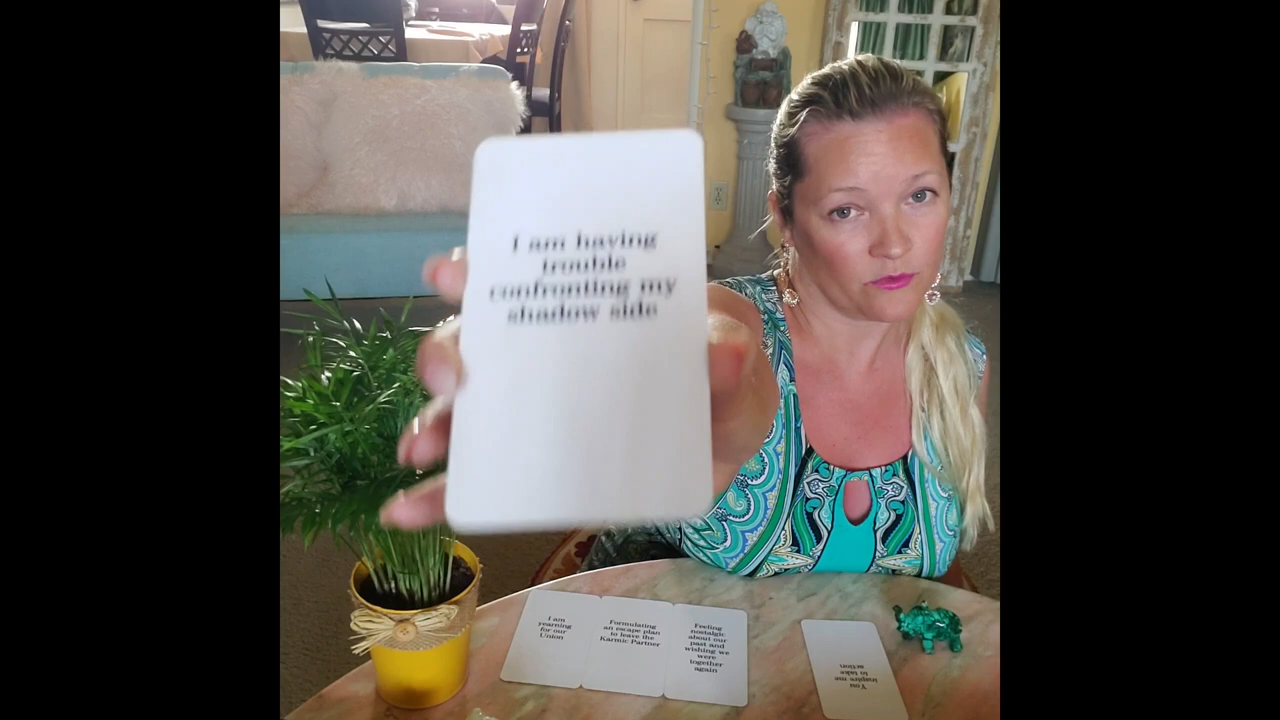 I am having
trouble
confronting my
shadow side
I am
yearning
for our
Union
Formulating
an escape plan
to leave the
Karmic Partner
Feeling
nostalgic
about our
past and
wishing we
were
together
again
You
inspire me
to take
action